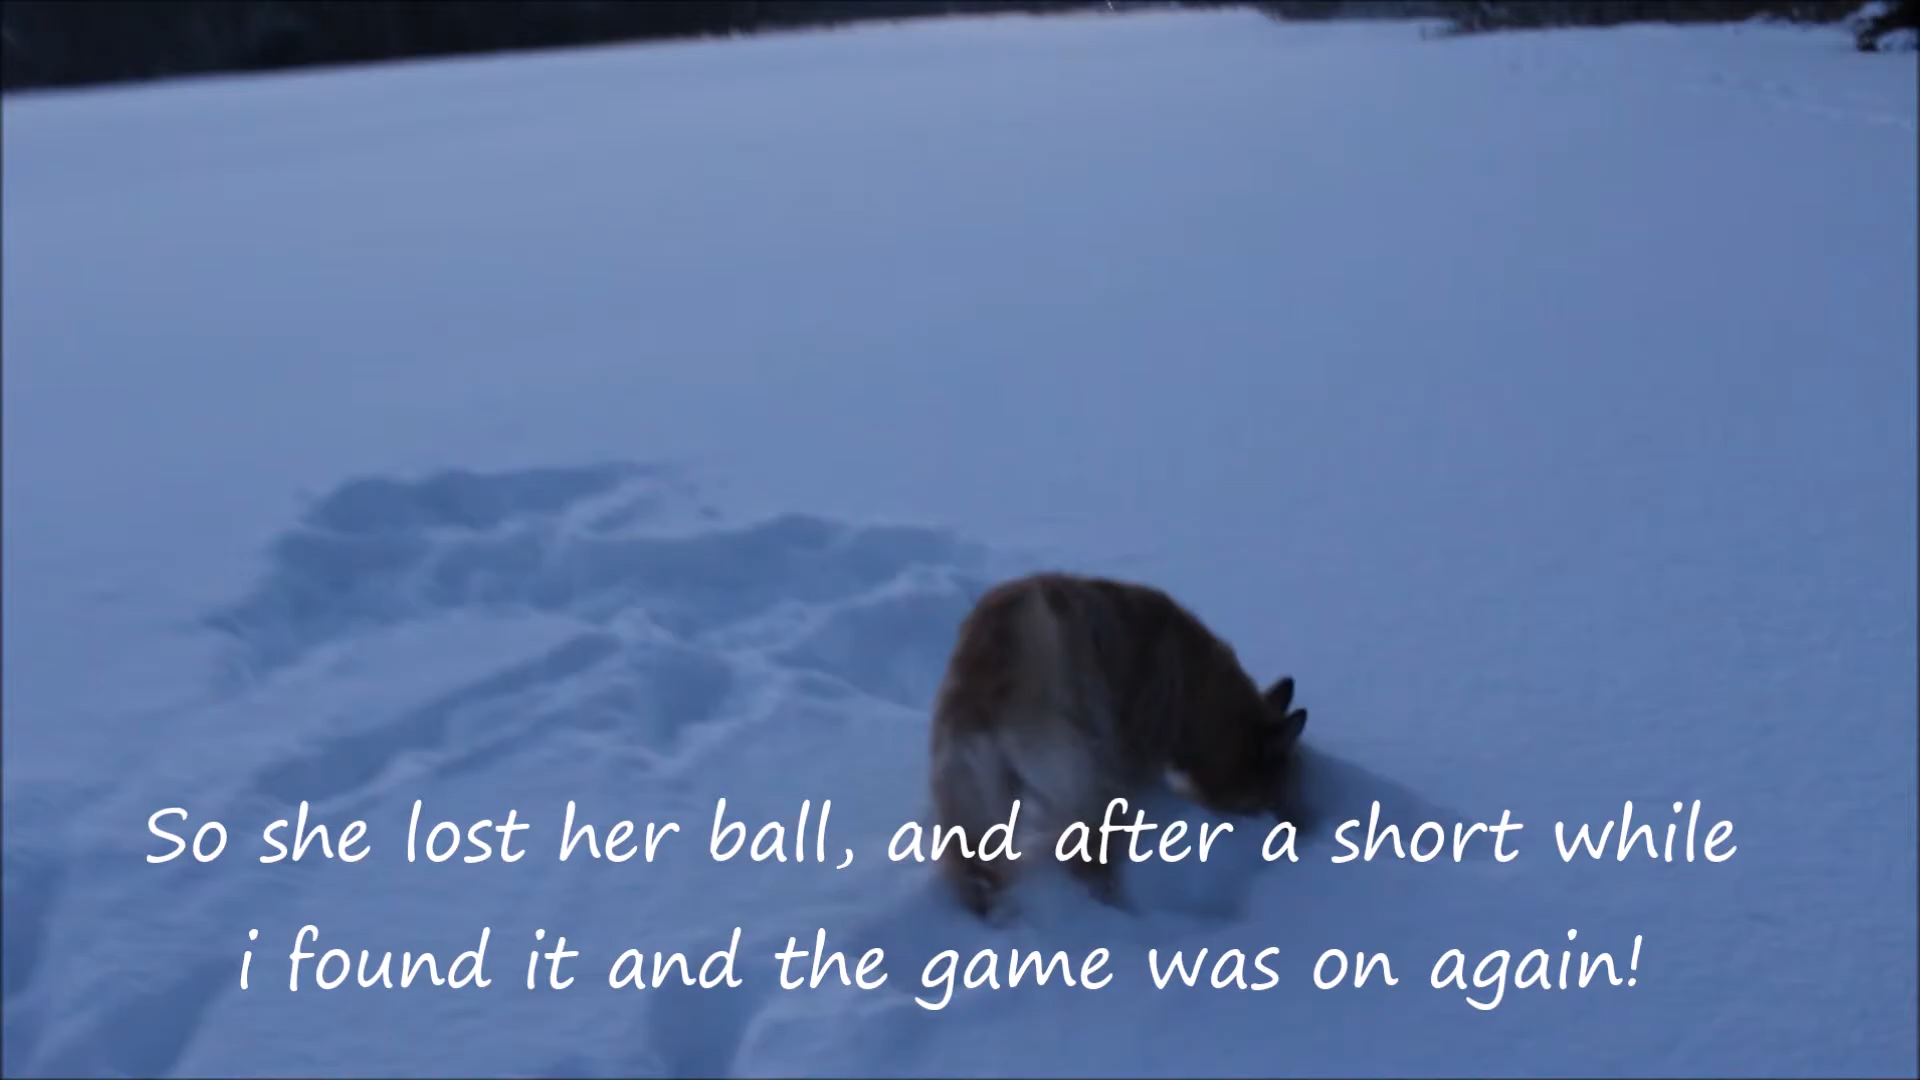 So she lost her ball, and after a short while
i found it and the game was on again!